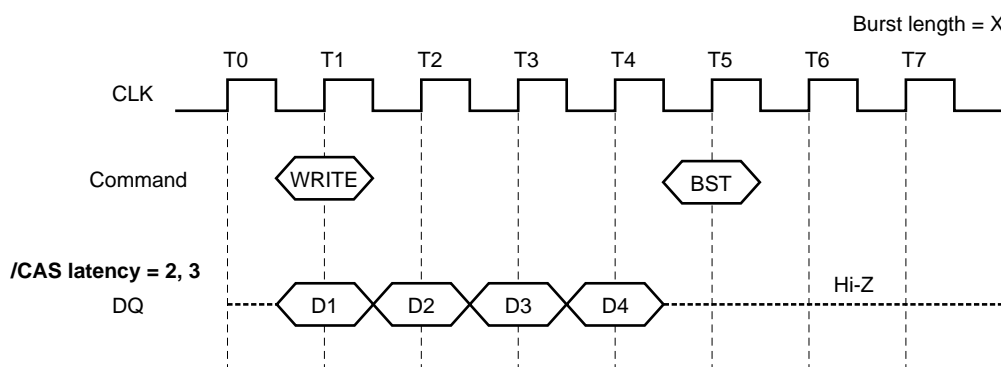 Burst length = X
T0 T1 T2 T3 T4 T5 T6 T7
CLK
Command WRITE BST
/CAS latency = 2, 3
Hi-Z
DQ D1 D2 D3 D4